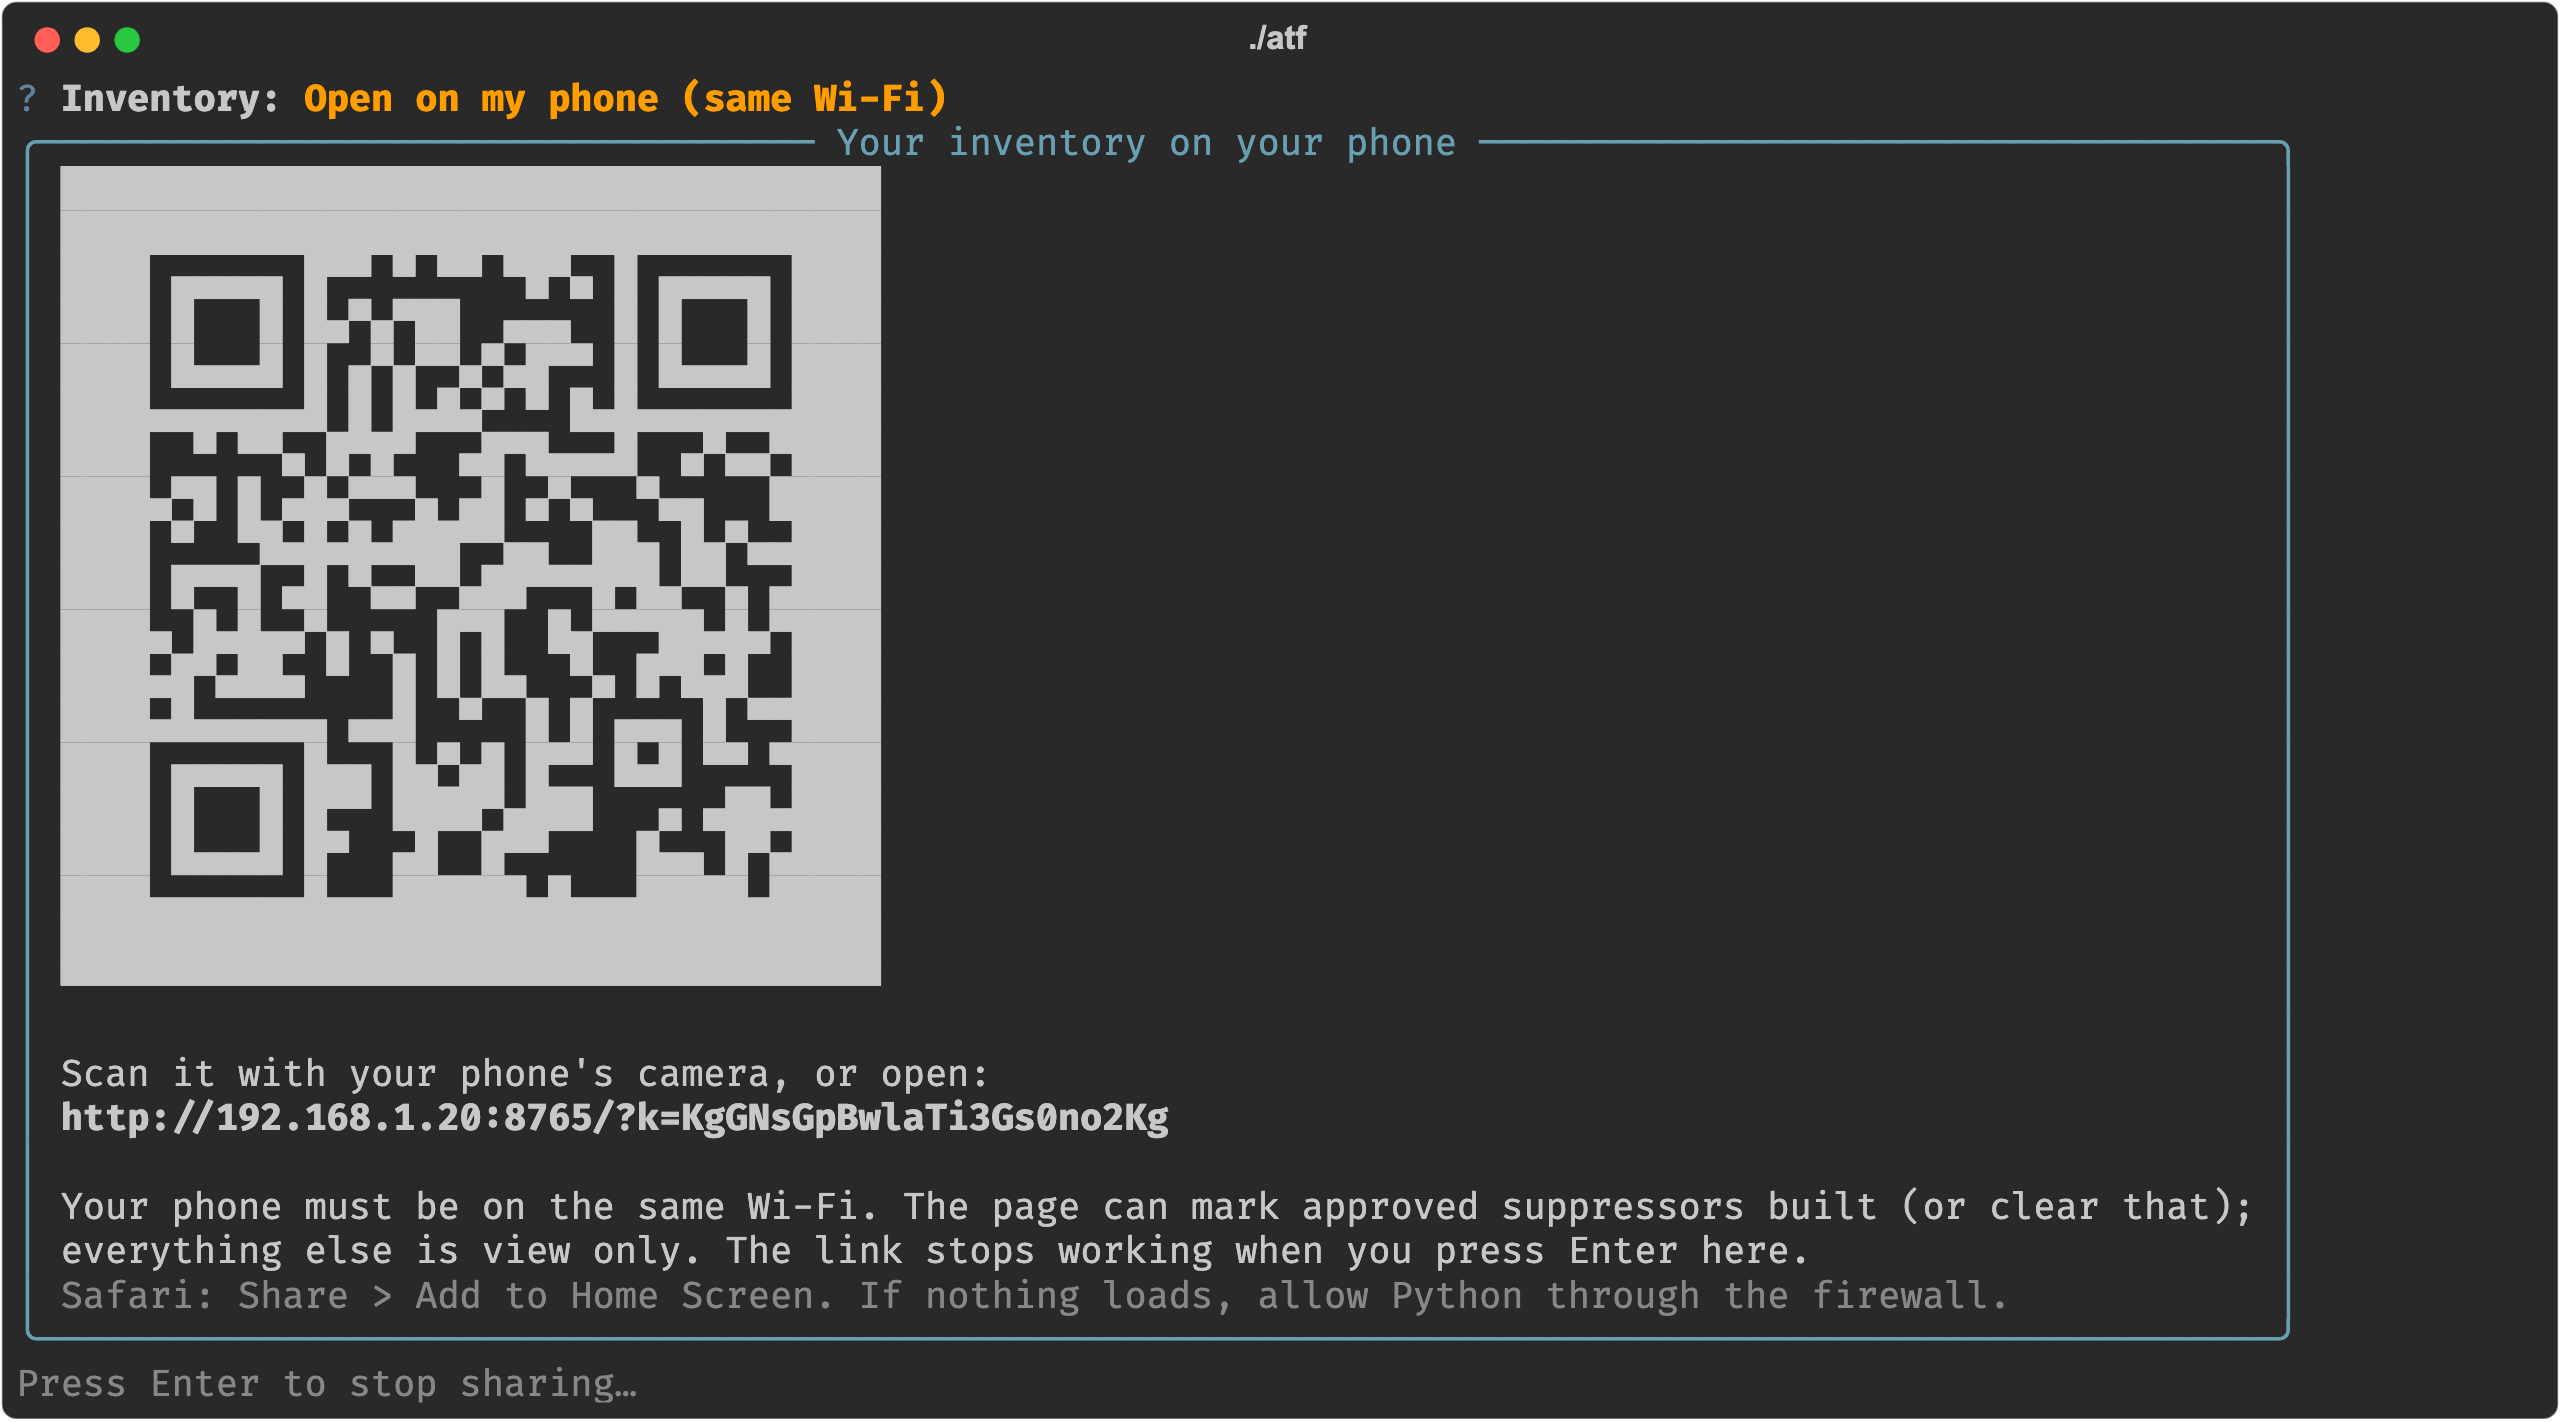 ./atf
? Inventory: Open on my phone (same Wi-Fi)
Your inventory on your phone
Scan it with your phone's camera, or open:
http://192.168.1.20:8765/?k=KgGNsGpBwlaTi3Gs0no2Kg
Your phone must be on the same Wi-Fi. The page can mark approved suppressors built (or clear that);
everything else is view only. The link stops working when you press Enter here.
Safari: Share > Add to Home Screen. If nothing loads, allow Python through the firewall.
Press Enter to stop sharing…